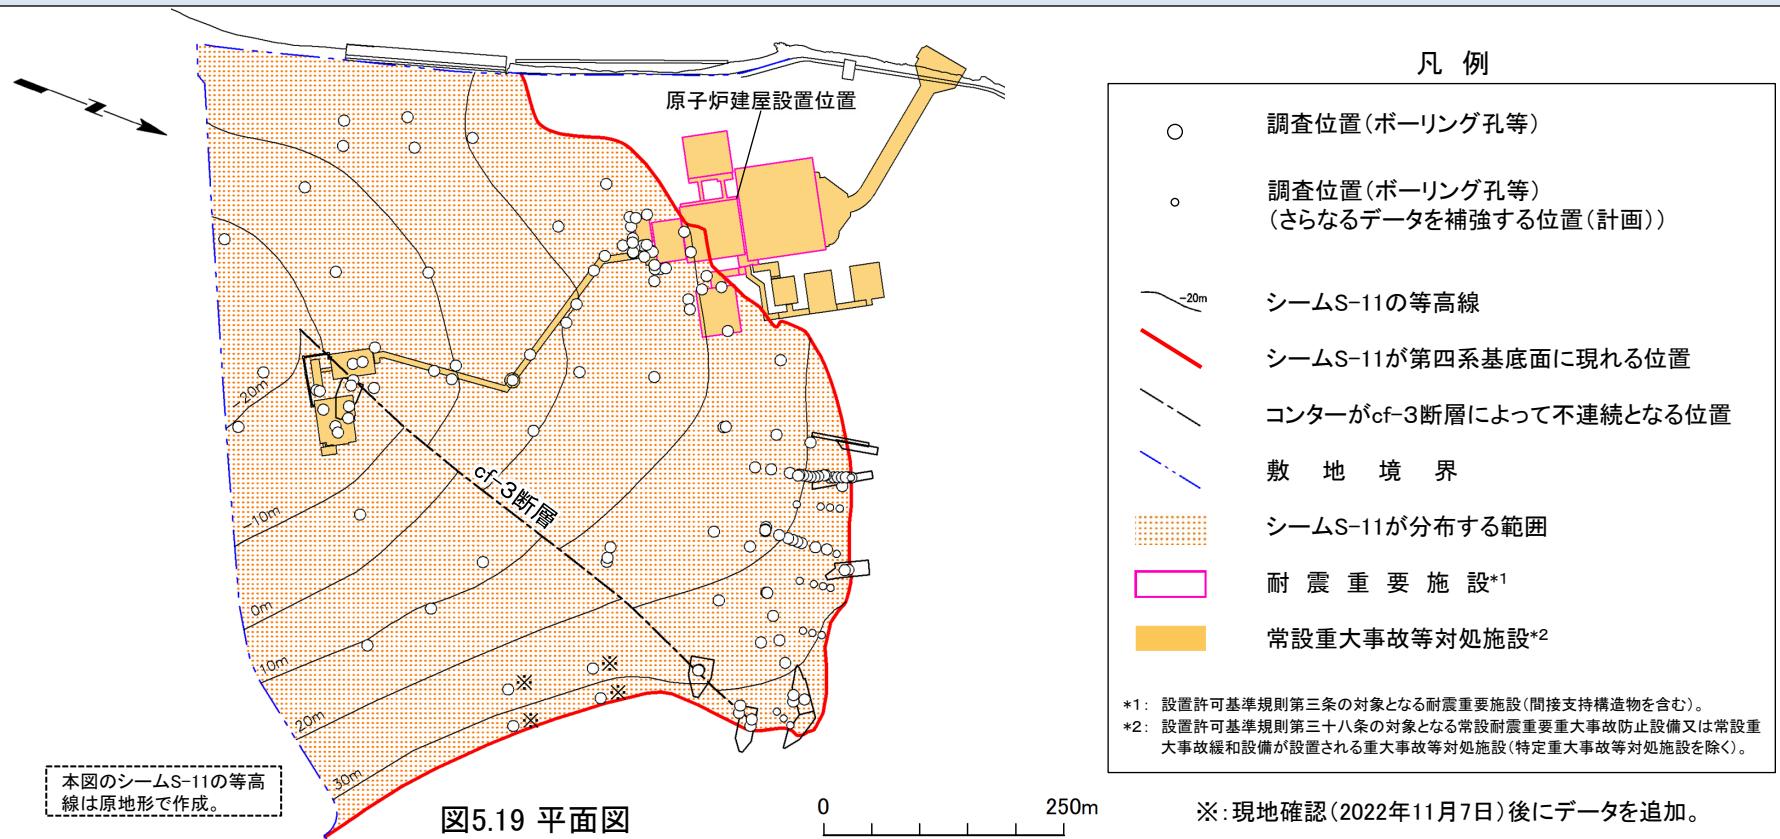 原子炉建屋設置位置
cf-3断層
-20m
-10m
0m
10m
20m
30m
※
※
※
※
本図のシームS-11の等高
線は原地形で作成。
図5.19 平面図
0 250m
凡 例
調査位置(ボーリング孔等)
調査位置(ボーリング孔等)
(さらなるデータを補強する位置(計画))
-20m シームS-11の等高線
シームS-11が第四系基底面に現れる位置
コンターがcf-3断層によって不連続となる位置
敷 地 境 界
シームS-11が分布する範囲
耐 震 重 要 施 設*1
常設重大事故等対処施設*2
*1: 設置許可基準規則第三条の対象となる耐震重要施設(間接支持構造物を含む)。
*2: 設置許可基準規則第三十八条の対象となる常設耐震重要重大事故防止設備又は常設重
大事故緩和設備が設置される重大事故等対処施設(特定重大事故等対処施設を除く)。
※:現地確認(2022年11月7日)後にデータを追加。